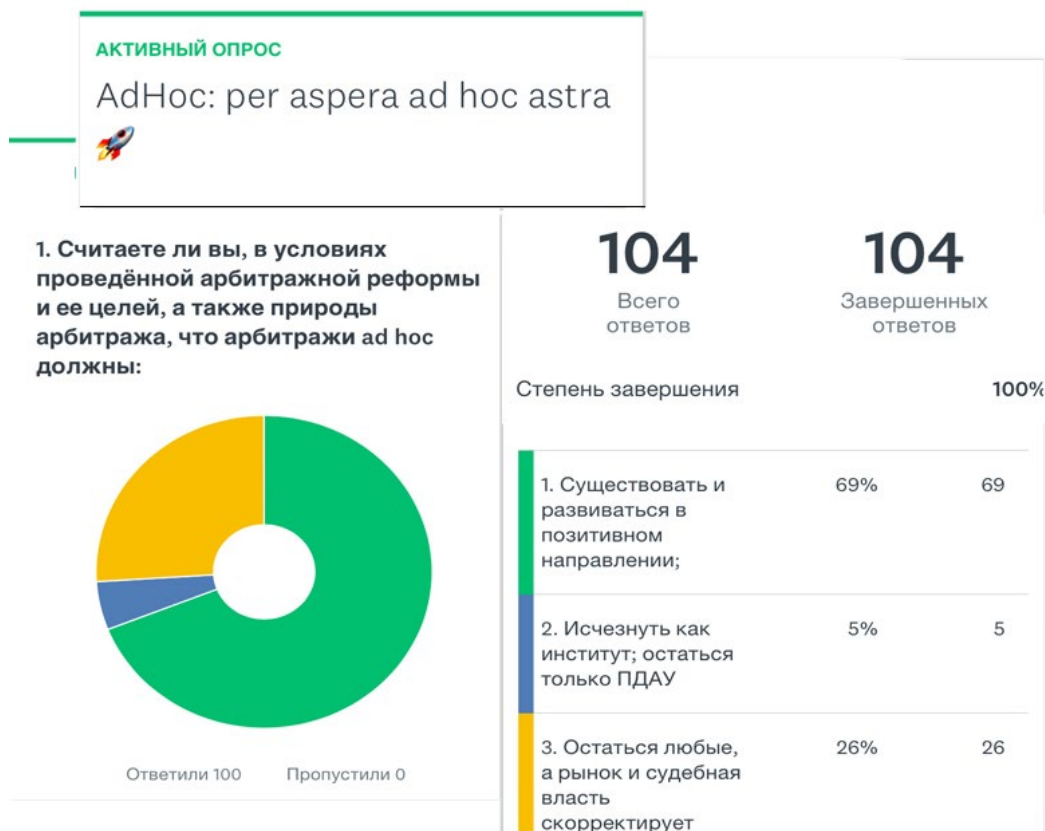 АКТИВНЫЙ ОПРОС
AdHoc: per aspera ad hoc astra
🚀
1. Считаете ли вы, в условиях
проведённой арбитражной реформы
и ее целей, а также природы
арбитража, что арбитражи ad hoc
должны:
Ответили 100 Пропустили 0
104 104
Всего Завершенных
ответов ответов
Степень завершения 100%
1. Существовать и 69% 69
развиваться в
позитивном
направлении;
2. Исчезнуть как 5% 5
институт; остаться
только ПДАУ
3. Остаться любые, 26% 26
а рынок и судебная
власть
скорректирует